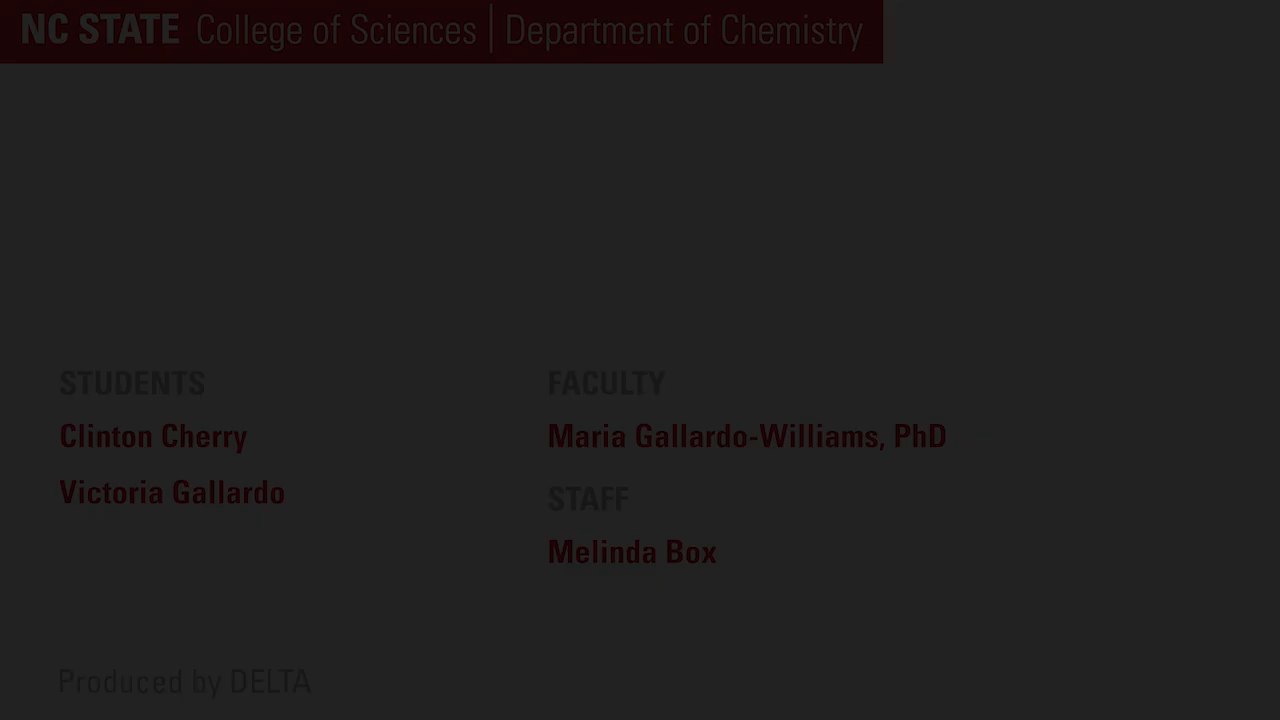 NC STATE College of Sciences | Department of Chemistry
STUDENTS
Clinton Cherry
Victoria Gallardo
FACULTY
Maria Gallardo-Williams, PhD
STAFF
Melinda Box
Produced by DELTA